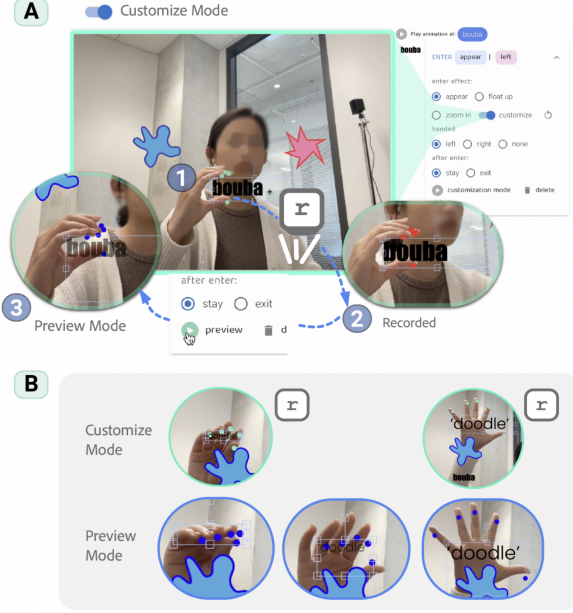 A
Customize Mode
Play animation at: bouba
bouba
ENTER appear | left
enter effect:
appear float up
zoom in customize
handed
left right none
after enter:
stay exit
customization mode delete
1
bouba
r
bouba
bouba
after enter:
stay exit
preview d
3
Preview Mode
2
Recorded
B
Customize
Mode
r
'doodle'
bouba
r
Preview
Mode
doodle
'doodle'